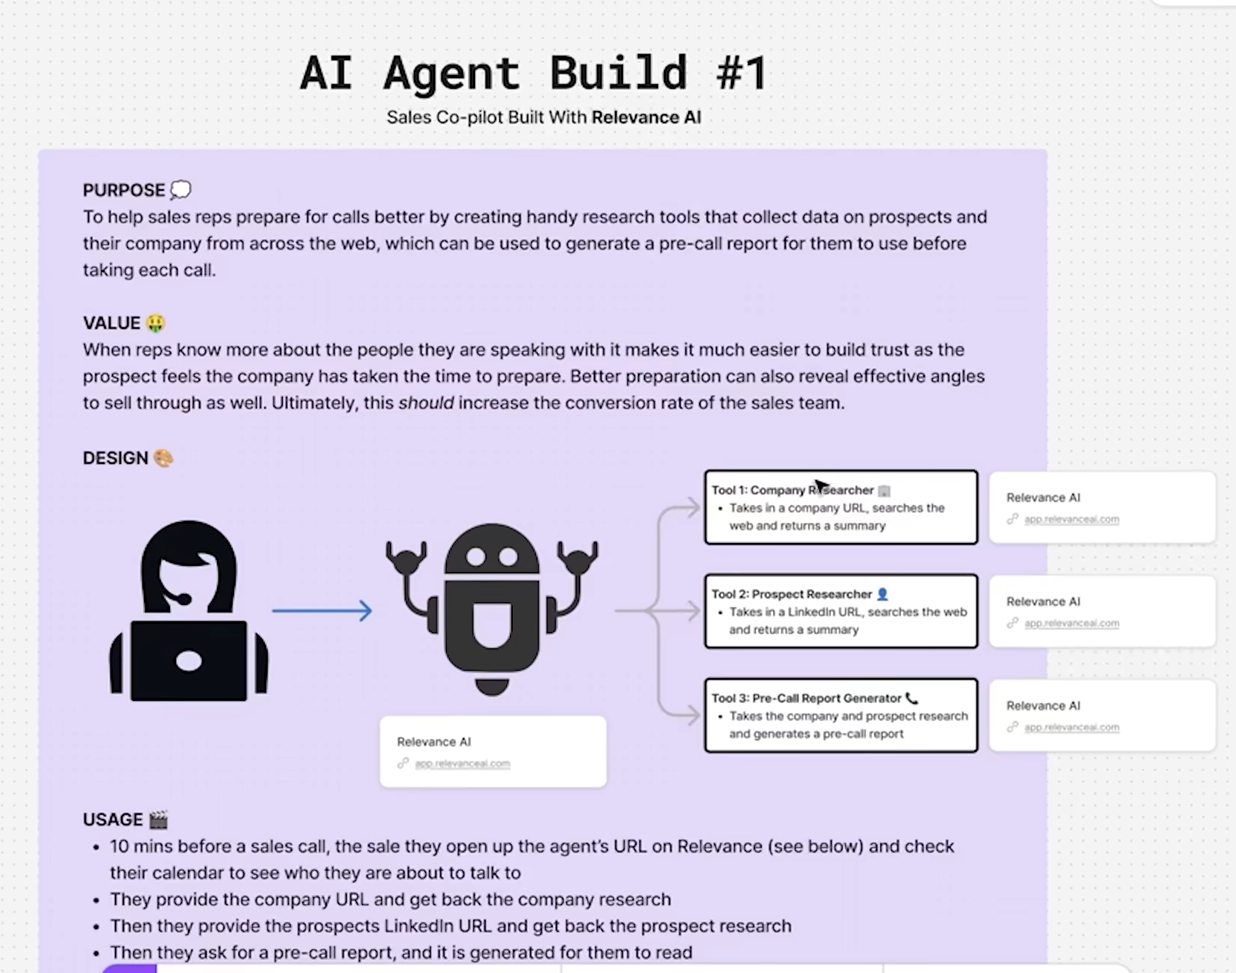 AI Agent Build #1
Sales Co-pilot Built With Relevance AI
PURPOSE 💭
To help sales reps prepare for calls better by creating handy research tools that collect data on prospects and
their company from across the web, which can be used to generate a pre-call report for them to use before
taking each call.
VALUE 🤑
When reps know more about the people they are speaking with it makes it much easier to build trust as the
prospect feels the company has taken the time to prepare. Better preparation can also reveal effective angles
to sell through as well. Ultimately, this should increase the conversion rate of the sales team.
DESIGN 🎨
Tool 1: Company Researcher 🏢
• Takes in a company URL, searches the
web and returns a summary
Relevance AI
app.relevanceai.com
Tool 2: Prospect Researcher 👤
• Takes in a LinkedIn URL, searches the web
and returns a summary
Relevance AI
app.relevanceai.com
Tool 3: Pre-Call Report Generator 📞
• Takes the company and prospect research
and generates a pre-call report
Relevance AI
app.relevanceai.com
Relevance AI
app.relevanceai.com
USAGE 🎬
• 10 mins before a sales call, the sale they open up the agent’s URL on Relevance (see below) and check
their calendar to see who they are about to talk to
• They provide the company URL and get back the company research
• Then they provide the prospects LinkedIn URL and get back the prospect research
• Then they ask for a pre-call report, and it is generated for them to read